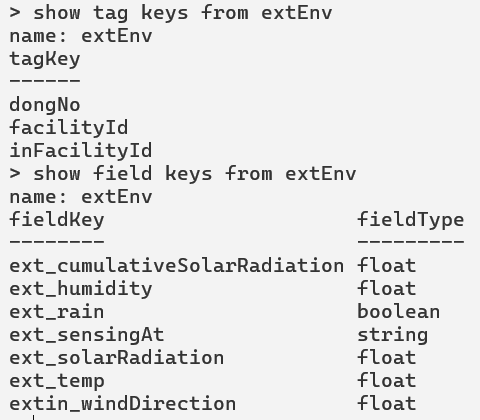 > show tag keys from extEnv
name: extEnv
tagKey
------
dongNo
facilityId
inFacilityId
> show field keys from extEnv
name: extEnv
fieldKey fieldType
-------- ---------
ext_cumulativeSolarRadiation float
ext_humidity float
ext_rain boolean
ext_sensingAt string
ext_solarRadiation float
ext_temp float
extin_windDirection float